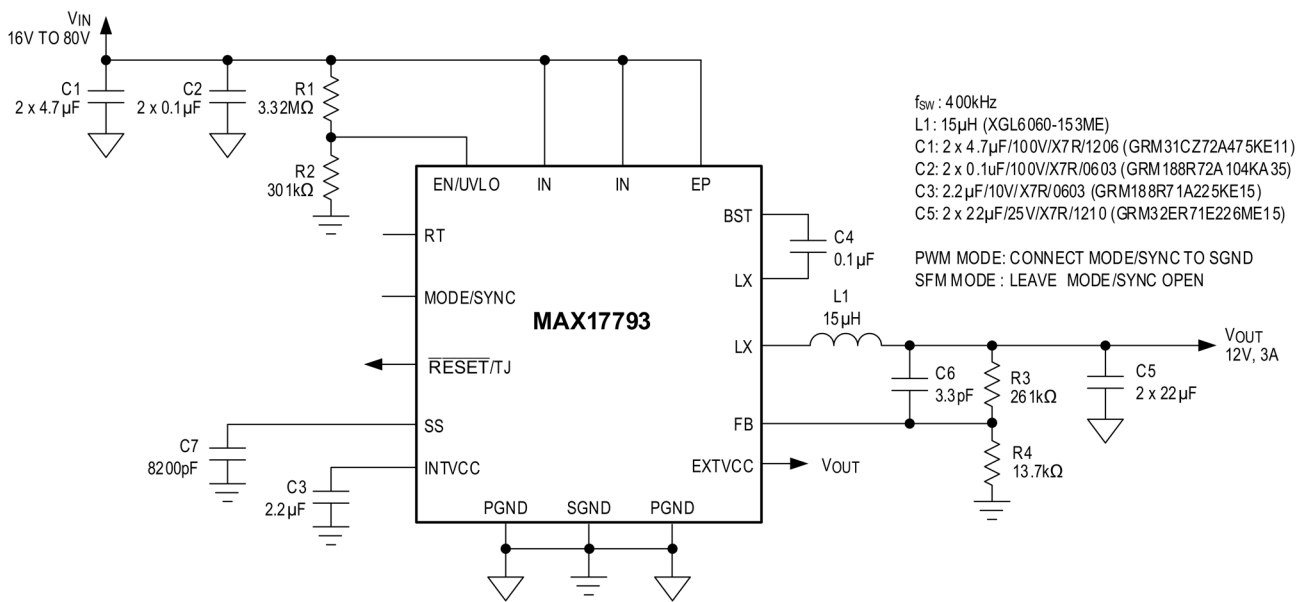 VIN
16V TO 80V
C1
2 x 4.7µF
C2
2 x 0.1µF
R1
3.32MΩ
R2
301kΩ
fSW : 400kHz
L1: 15µH (XGL6060-153ME)
C1: 2 x 4.7µF/100V/X7R/1206 (GRM31CZ72A475KE11)
C2: 2 x 0.1uF/100V/X7R/0603 (GRM188R72A104KA35)
C3: 2.2µF/10V/X7R/0603 (GRM188R71A225KE15)
C5: 2 x 22µF/25V/X7R/1210 (GRM32ER71E226ME15)
PWM MODE: CONNECT MODE/SYNC TO SGND
SFM MODE : LEAVE MODE/SYNC OPEN
EN/UVLO
IN
IN
EP
RT
MODE/SYNC
RESET/TJ
SS
INTVCC
MAX17793
BST
LX
LX
FB
EXTVCC
PGND
SGND
PGND
C4
0.1µF
L1
15µH
C6
3.3pF
R3
261kΩ
C5
2 x 22µF
VOUT
12V, 3A
R4
13.7kΩ
VOUT
C7
8200pF
C3
2.2µF